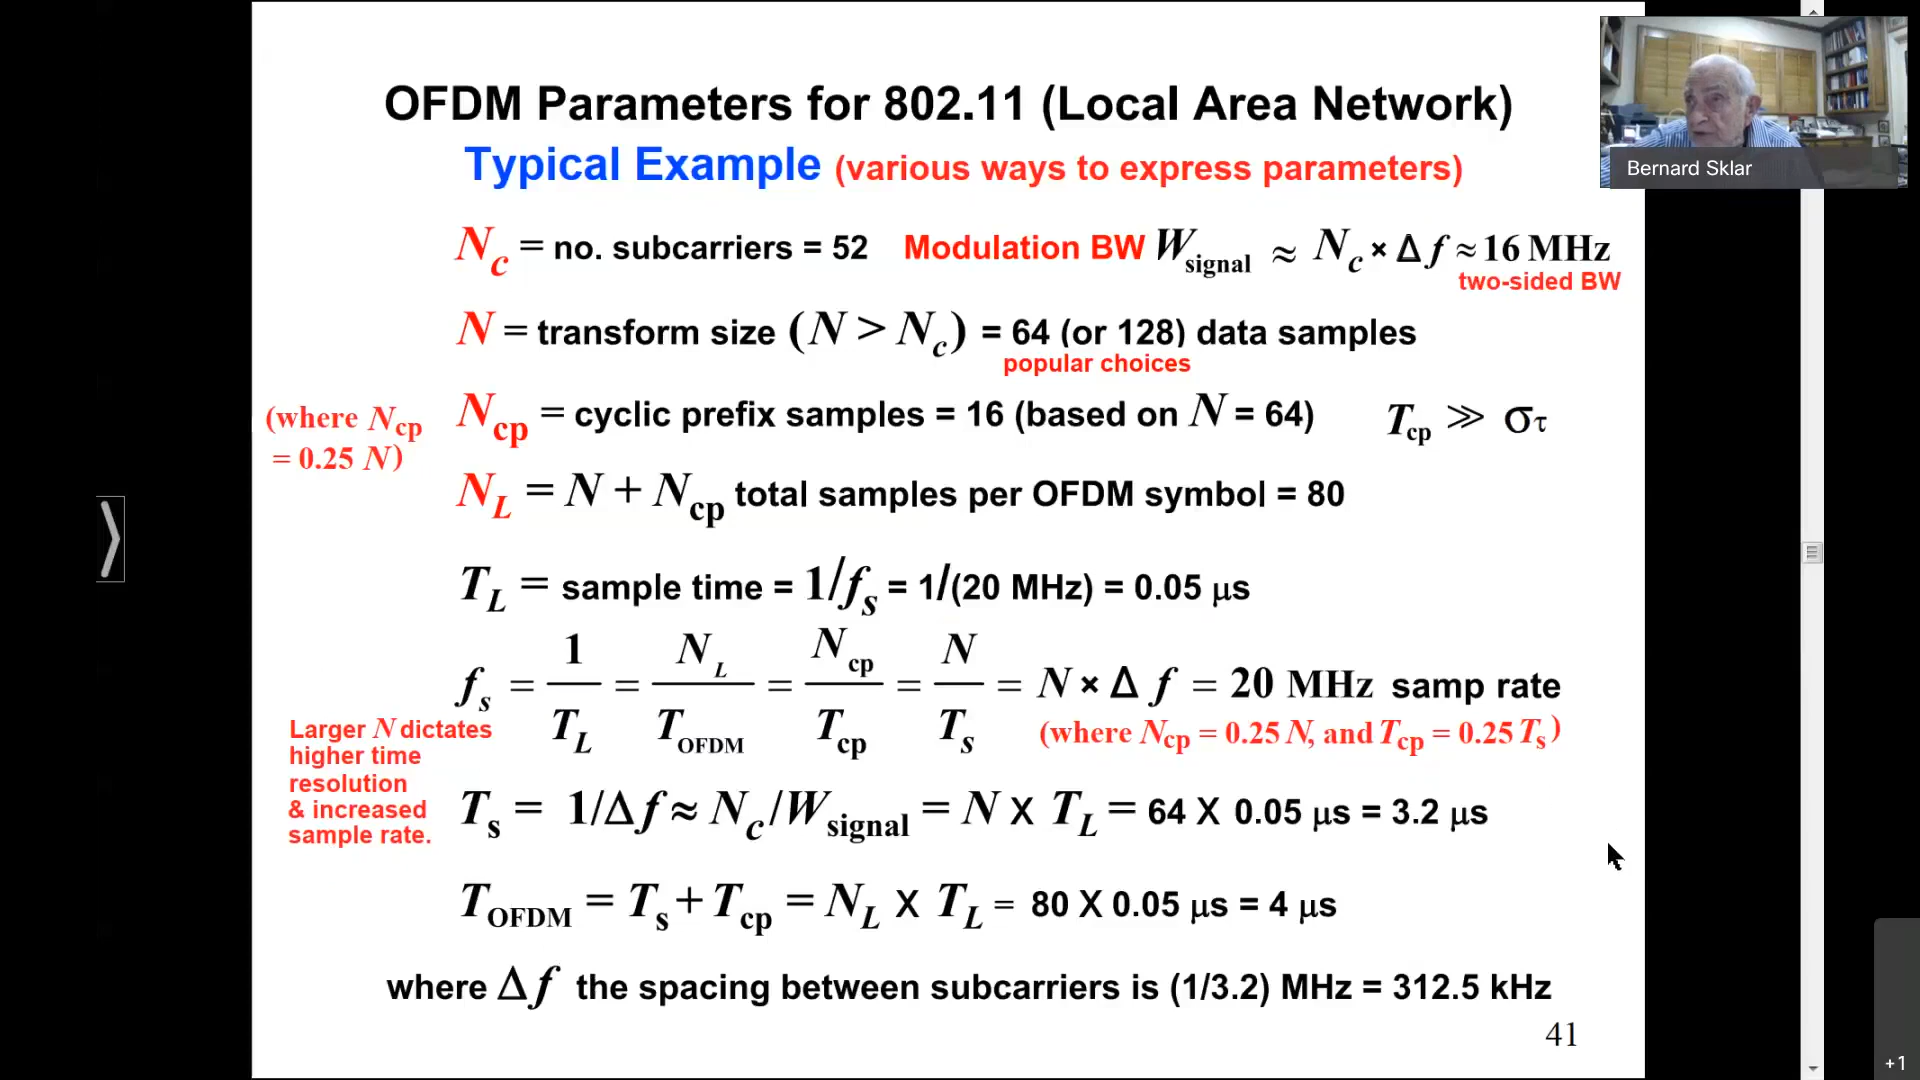 OFDM Parameters for 802.11 (Local Area Network)
Typical Example (various ways to express parameters)
Bernard Sklar
N_c = no. subcarriers = 52 Modulation BW W_signal ≈ N_c × Δ f ≈ 16 MHz
two-sided BW
N = transform size (N > N_c) = 64 (or 128) data samples
popular choices
(where N_cp = 0.25 N)
N_cp = cyclic prefix samples = 16 (based on N = 64) T_cp ≫ σ_τ
N_L = N + N_cp total samples per OFDM symbol = 80
T_L = sample time = 1/f_s = 1/(20 MHz) = 0.05 μs
f_s = 1/T_L = N_L/T_OFDM = N_cp/T_cp = N/T_s = N × Δ f = 20 MHz samp rate
(where N_cp = 0.25 N, and T_cp = 0.25 T_s)
Larger N dictates
higher time
resolution
& increased
sample rate.
T_s = 1/Δf ≈ N_c/W_signal = N X T_L = 64 X 0.05 μs = 3.2 μs
T_OFDM = T_s + T_cp = N_L X T_L = 80 X 0.05 μs = 4 μs
where Δf the spacing between subcarriers is (1/3.2) MHz = 312.5 kHz
41
+1